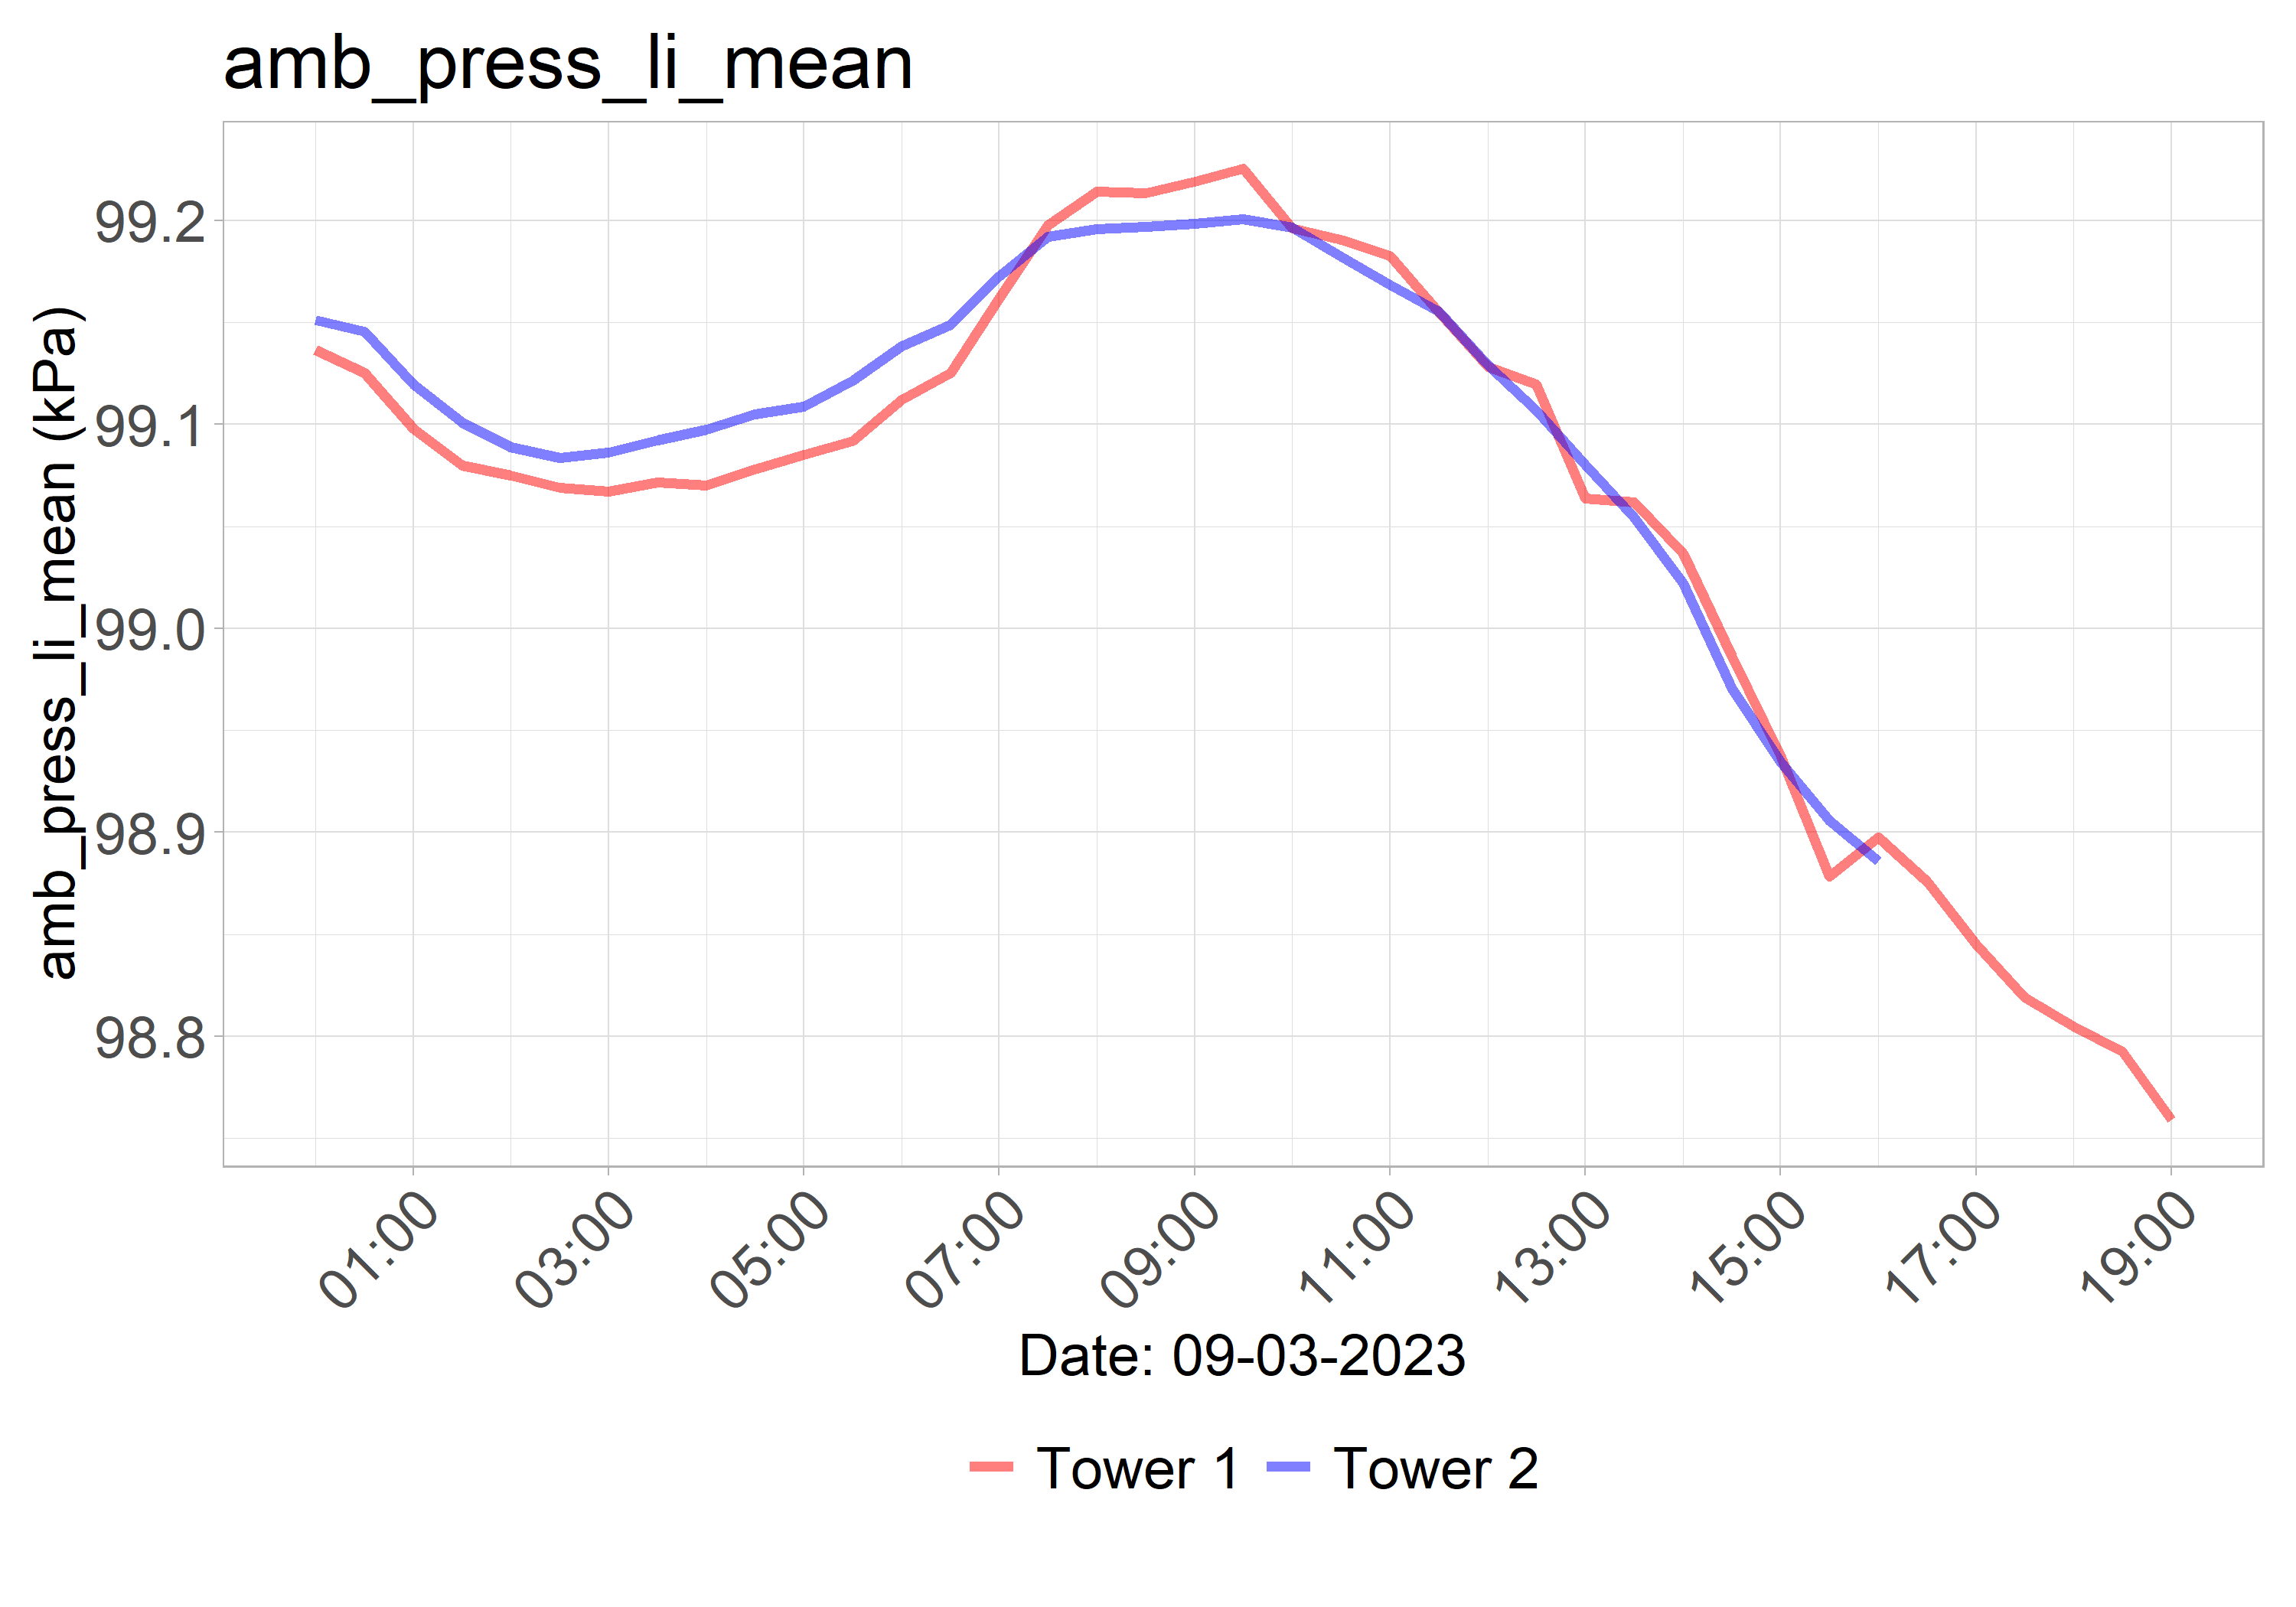 amb_press_li_mean
amb_press_li_mean (kPa)
99.2
99.1
99.0
98.9
98.8
01:00 03:00 05:00 07:00 09:00 11:00 13:00 15:00 17:00 19:00
Date: 09-03-2023
Tower 1 Tower 2